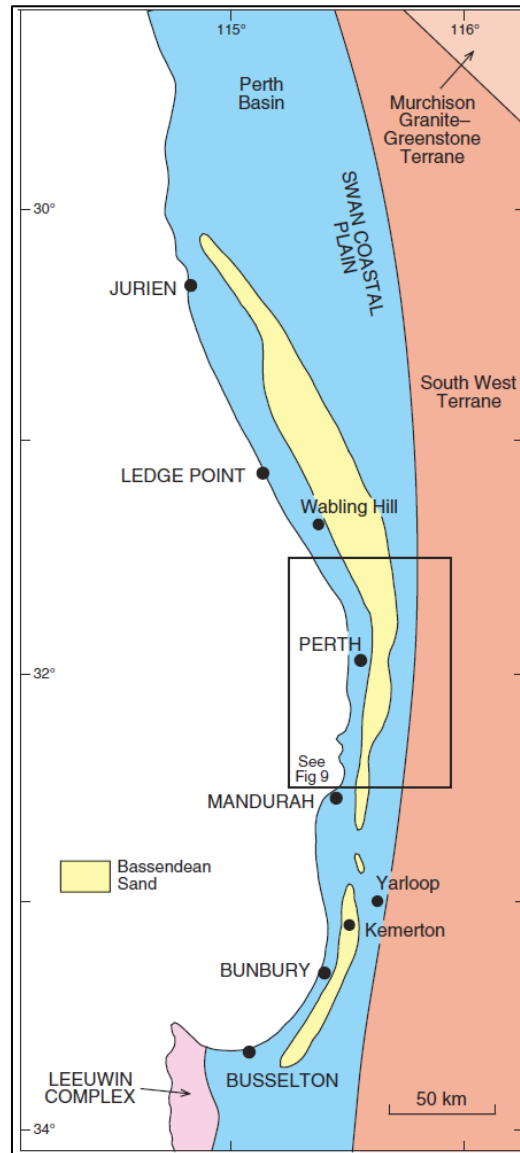 115°
116°
Perth
Basin
Murchison
Granite–
Greenstone
Terrane
SWAN COASTAL
PLAIN
30°
JURIEN
South West
Terrane
LEDGE POINT
Wabling Hill
PERTH
32°
See
Fig 9
MANDURAH
Bassendean
Sand
Yarloop
Kemerton
BUNBURY
LEEUWIN
COMPLEX
BUSSELTON
50 km
34°